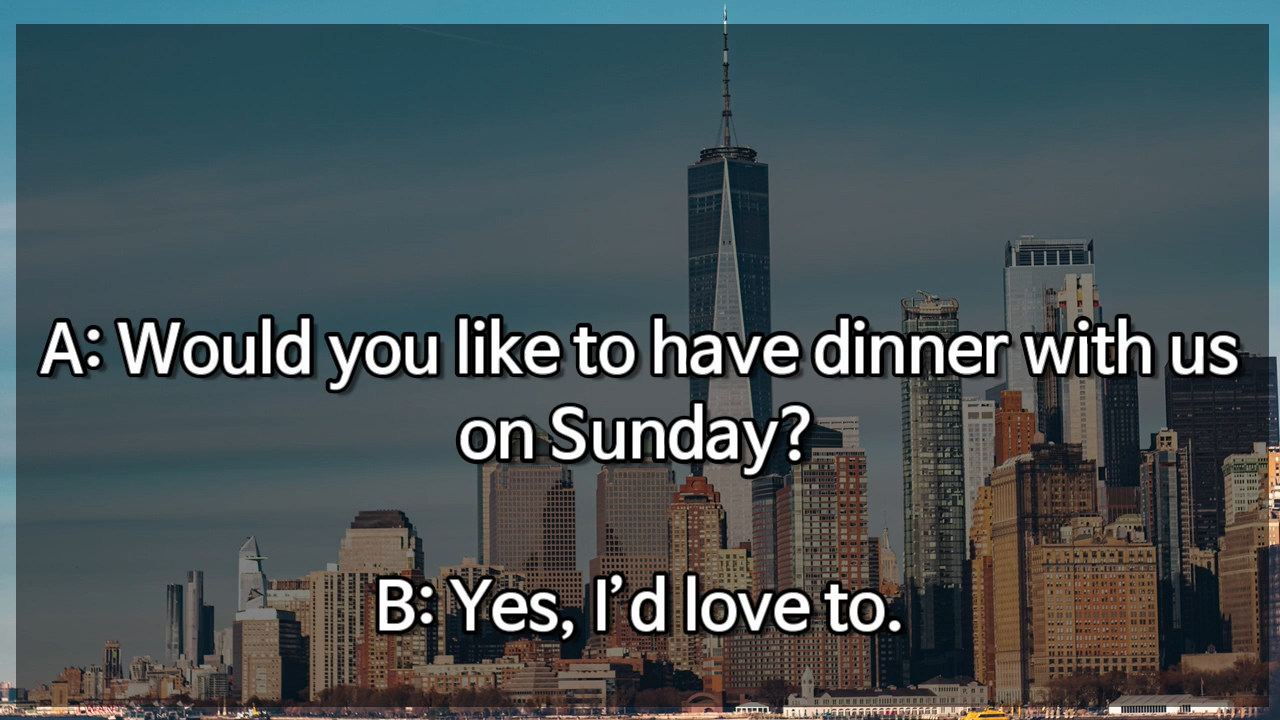 A: Would you like to have dinner with us
on Sunday?
B: Yes, I’d love to.